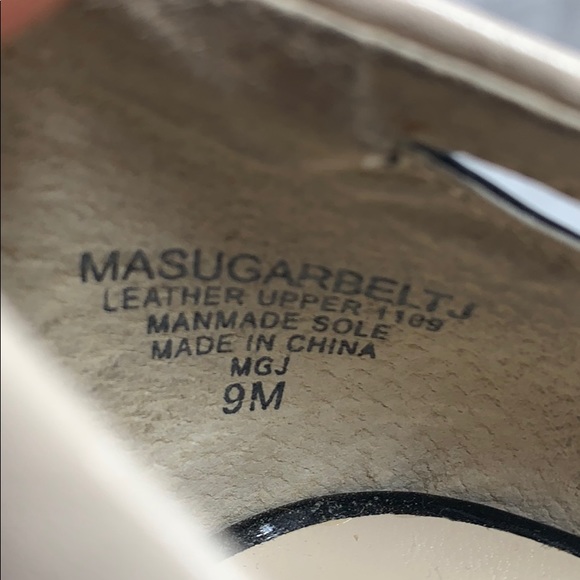 MASUGARBELTJ
LEATHER UPPER 1109
MANMADE SOLE
MADE IN CHINA
MGJ
9M